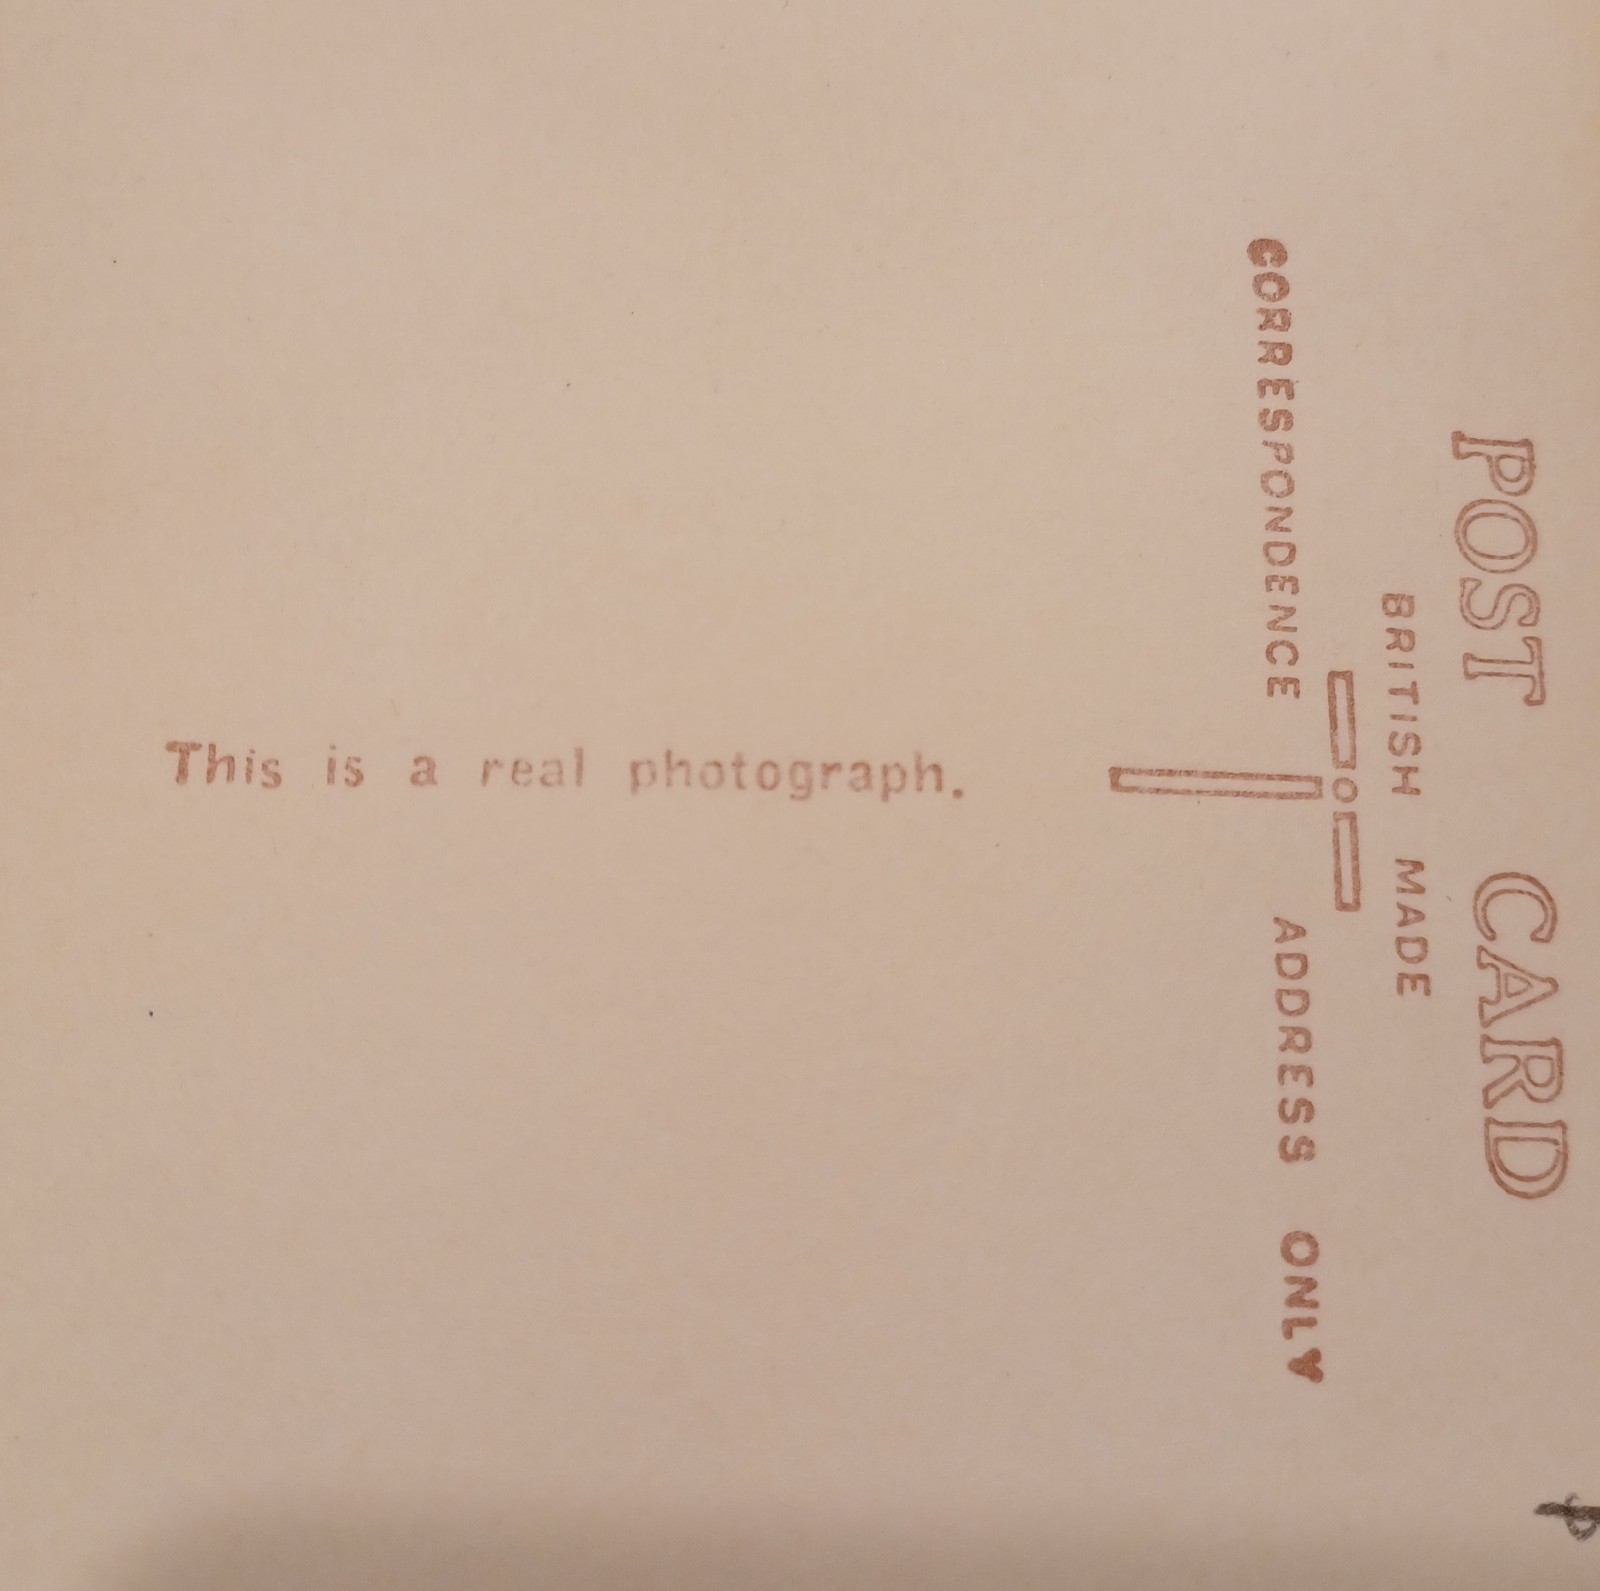 POST CARD
BRITISH MADE
CORRESPONDENCE
ADDRESS ONLY
This is a real photograph.